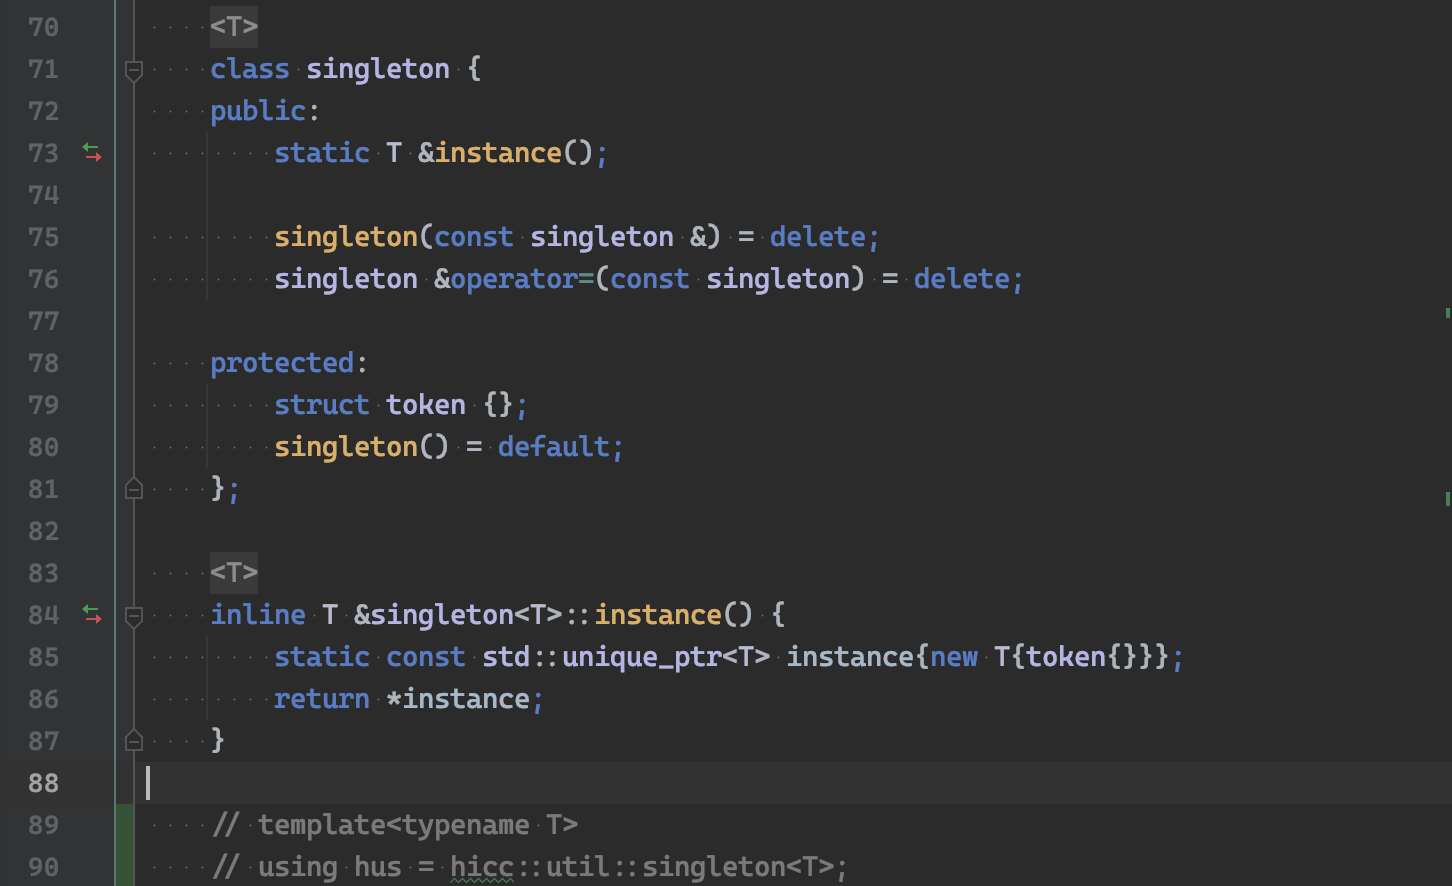 70 <T>
71 class singleton {
72 public:
73 static T &instance();
74
75 singleton(const singleton &) = delete;
76 singleton &operator=(const singleton) = delete;
77
78 protected:
79 struct token {};
80 singleton() = default;
81 };
82
83 <T>
84 inline T &singleton<T>::instance() {
85 static const std::unique_ptr<T> instance{new T{token{}}};
86 return *instance;
87 }
88
89 // template<typename T>
90 // using hus = hicc::util::singleton<T>;